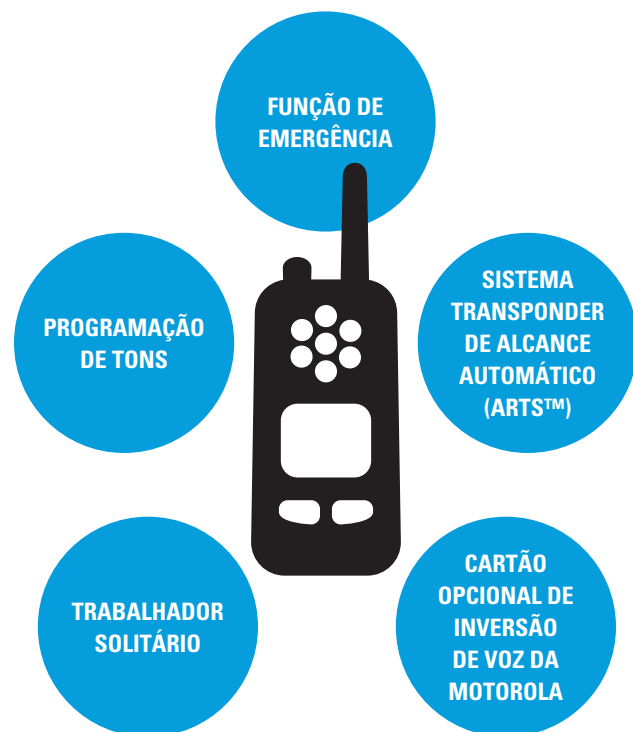 FUNÇÃO DE
EMERGÊNCIA
PROGRAMAÇÃO
DE TONS
SISTEMA
TRANSPONDER
DE ALCANCE
AUTOMÁTICO
(ARTS™)
TRABALHADOR
SOLITÁRIO
CARTÃO
OPCIONAL DE
INVERSÃO
DE VOZ DA
MOTOROLA